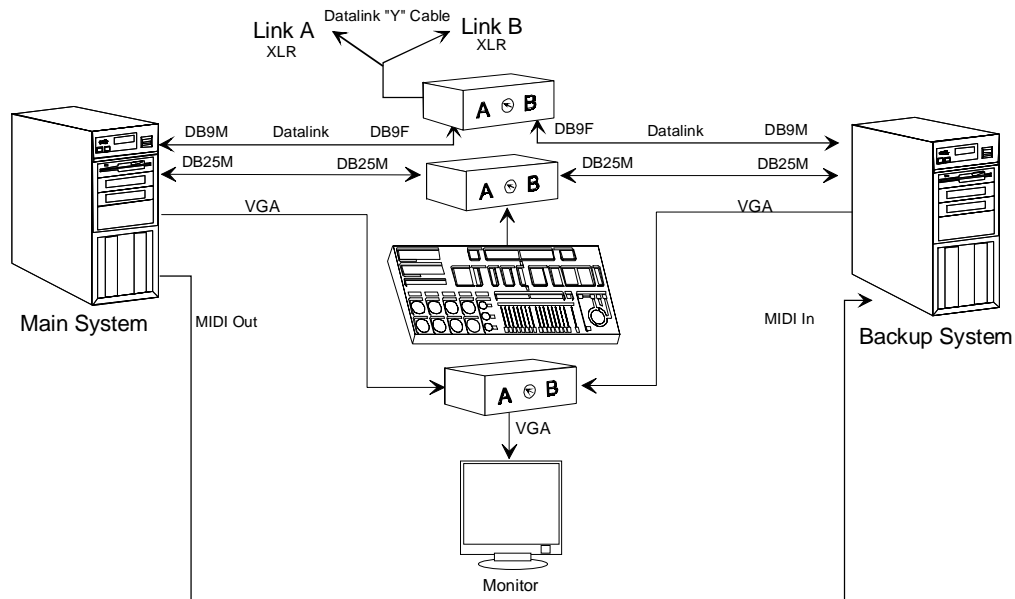 Datalink "Y" Cable
Link A
XLR
Link B
XLR
A B
DB9M
Datalink
DB9F
DB9F
Datalink
DB9M
DB25M
DB25M
A B
DB25M
DB25M
VGA
VGA
Main System
MIDI Out
MIDI In
Backup System
A B
VGA
Monitor